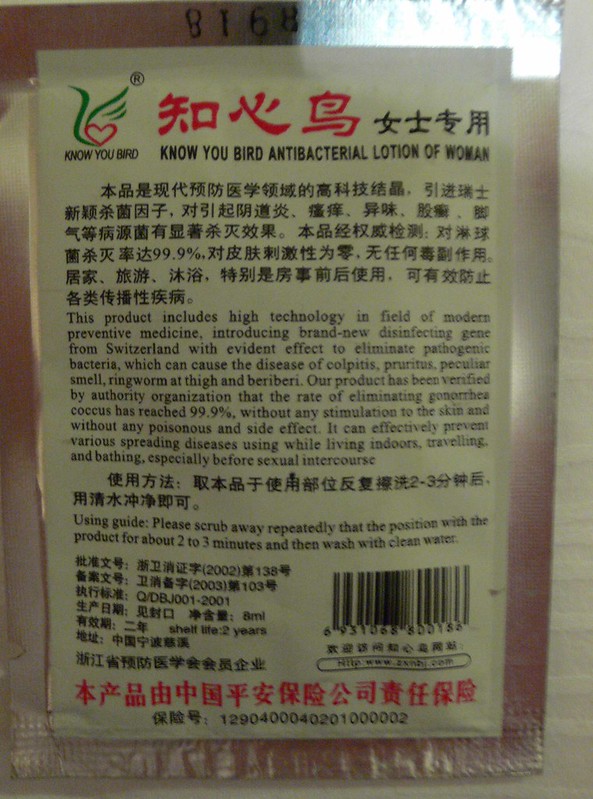 8168
®
知心鸟 女士专用
KNOW YOU BIRD
KNOW YOU BIRD ANTIBACTERIAL LOTION OF WOMAN
本品是现代预防医学领域的高科技结晶，引进瑞士
新颖杀菌因子，对引起阴道炎、瘙痒、异味、股癣、脚
气等病源菌有显著杀灭效果。本品经权威检测：对淋球
菌杀灭率达99.9%,对皮肤刺激性为零，无任何毒副作用。
居家、旅游、沐浴，特别是房事前后使用，可有效防止
各类传播性疾病。
This product includes high technology in field of modern
preventive medicine, introducing brand-new disinfecting gene
from Switzerland with evident effect to eliminate pathogenic
bacteria, which can cause the disease of colpitis, pruritus, peculiar
smell, ringworm at thigh and beriberi. Our product has been verified
by authority organization that the rate of eliminating gonorrhea
coccus has reached 99.9%, without any stimulation to the skin and
without any poisonous and side effect. It can effectively prevent
various spreading diseases using while living indoors, travelling,
and bathing, especially before sexual intercourse
使用方法：取本品于使用部位反复擦洗2-3分钟后，
用清水冲净即可。
Using guide: Please scrub away repeatedly that the position with the
product for about 2 to 3 minutes and then wash with clean water.
批准文号：浙卫消证字(2002)第138号
备案文号：卫消备字(2003)第103号
执行标准：Q/DBJ001-2001
生产日期：见封口 净含量：8ml
有效期：二年 shelf life:2 years
地址：中国宁波慈溪
浙江省预防医学会会员企业
6 931068 800186
欢迎访问知心鸟网站：
Http:www.zxnbj.com
本产品由中国平安保险公司责任保险
保险号：1290400040201000002